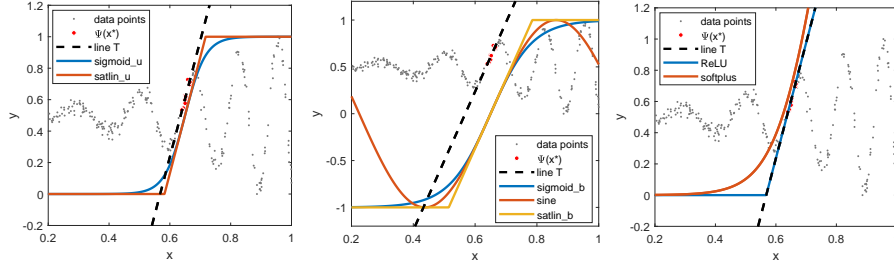 1.2
1
0.8
0.6
0.4
0.2
0
-0.2
y
0.2
0.4
0.6
0.8
1
x
data points
Ψ(x*)
line T
sigmoid_u
satlin_u
1
0.5
0
-0.5
-1
y
0.2
0.4
0.6
0.8
1
x
data points
Ψ(x*)
line T
sigmoid_b
sine
satlin_b
1.2
1
0.8
0.6
0.4
0.2
0
-0.2
y
0.2
0.4
0.6
0.8
1
x
data points
Ψ(x*)
line T
ReLU
softplus